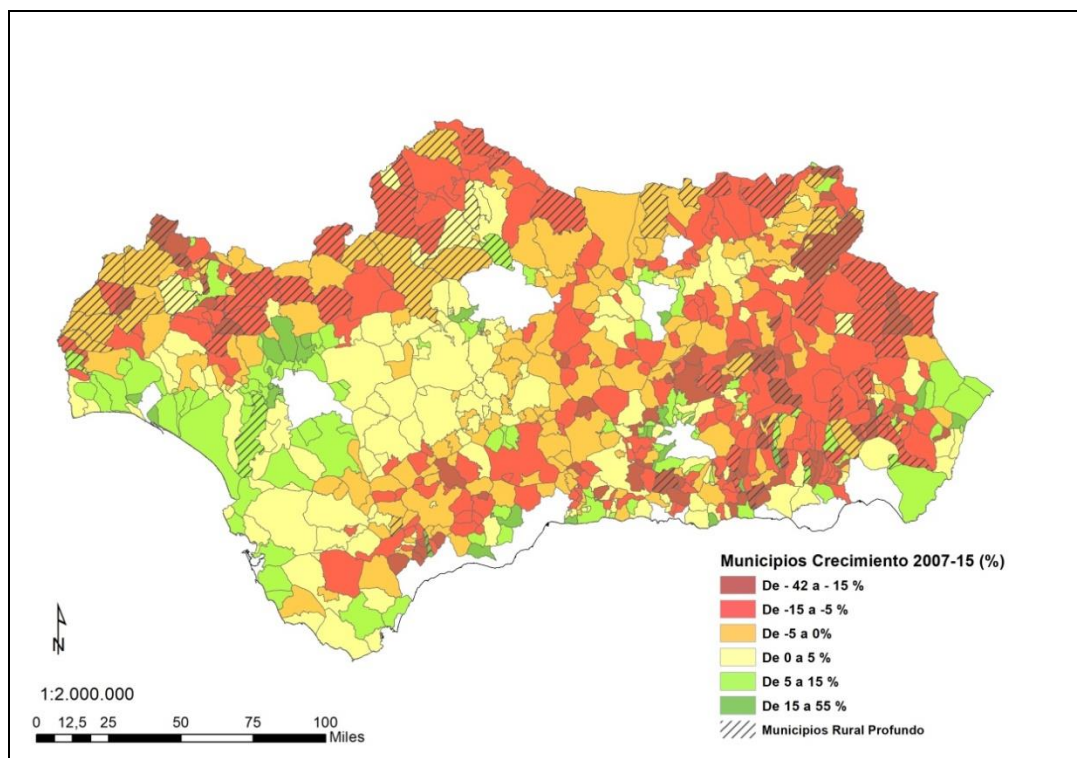 Municipios Crecimiento 2007-15 (%)
De - 42 a - 15 %
De -15 a -5 %
De -5 a 0%
De 0 a 5 %
De 5 a 15 %
De 15 a 55 %
Municipios Rural Profundo
N
1:2.000.000
0 12,5 25 50 75 100
Miles